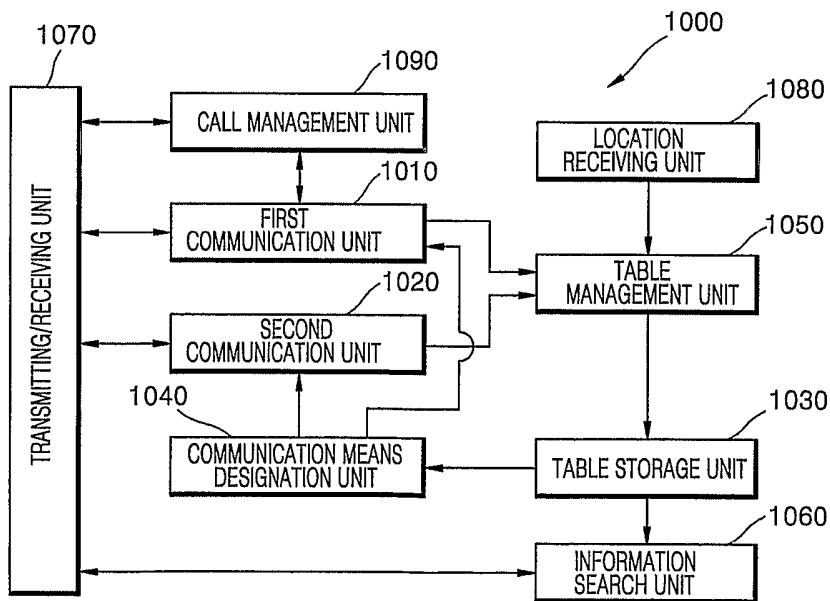 1000
1070
TRANSMITTING/RECEIVING UNIT
1090
CALL MANAGEMENT UNIT
1080
LOCATION
RECEIVING UNIT
1010
FIRST
COMMUNICATION UNIT
1050
TABLE
MANAGEMENT UNIT
1020
SECOND
COMMUNICATION UNIT
1040
COMMUNICATION MEANS
DESIGNATION UNIT
1030
TABLE STORAGE UNIT
1060
INFORMATION
SEARCH UNIT